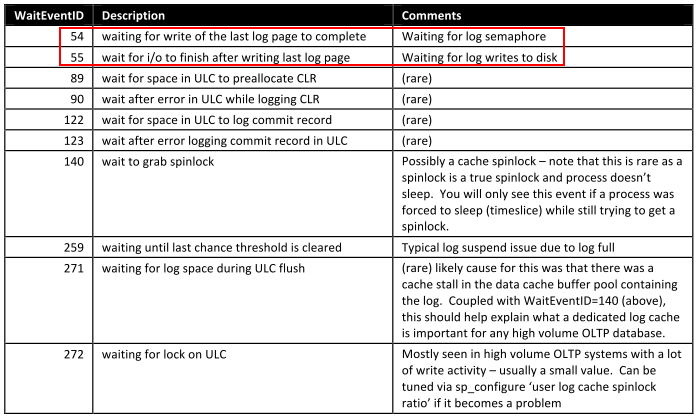 WaitEventID Description Comments
54 waiting for write of the last log page to complete Waiting for log semaphore
55 wait for i/o to finish after writing last log page Waiting for log writes to disk
89 wait for space in ULC to preallocate CLR (rare)
90 wait after error in ULC while logging CLR (rare)
122 wait for space in ULC to log commit record (rare)
123 wait after error logging commit record in ULC (rare)
140 wait to grab spinlock Possibly a cache spinlock – note that this is rare as a
spinlock is a true spinlock and process doesn't
sleep. You will only see this event if a process was
forced to sleep (timeslice) while still trying to get a
spinlock.
259 waiting until last chance threshold is cleared Typical log suspend issue due to log full
271 waiting for log space during ULC flush (rare) likely cause for this was that there was a
cache stall in the data cache buffer pool containing
the log. Coupled with WaitEventID=140 (above),
this should help explain what a dedicated log cache
is important for any high volume OLTP database.
272 waiting for lock on ULC Mostly seen in high volume OLTP systems with a lot
of write activity – usually a small value. Can be
tuned via sp_configure 'user log cache spinlock
ratio' if it becomes a problem